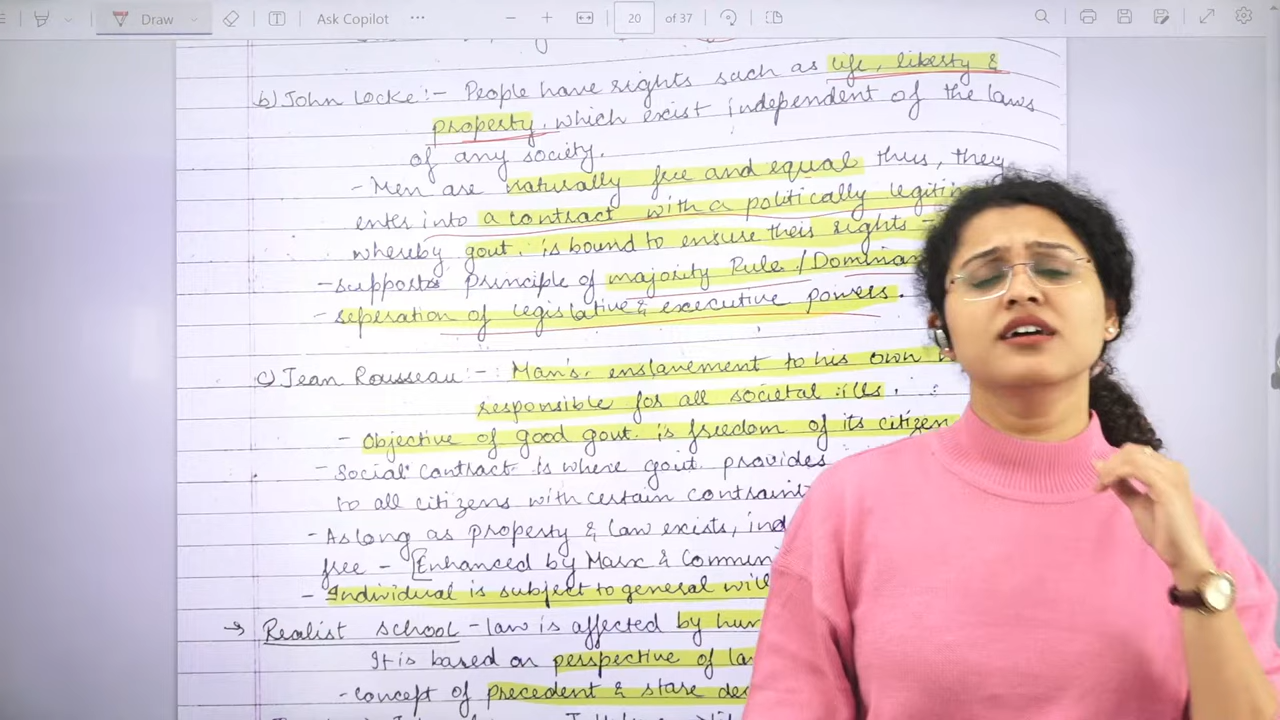 Draw
Ask Copilot
20 of 37
b) John Locke:- People have rights such as life, liberty &
property, which exist independent of the laws
of any society.
- Men are naturally free and equal thus, they
enter into a contract with a politically
whereby govt. is bound to ensure their rights -
- supports principle of majority Rule /
- seperation of legislative & executive powers.
c) Jean Rousseau:- Man's enslavement to his own
responsible for all societal ills.
- Objective of good govt. is freedom of its
- Social contract is where govt. provides
to all citizens with certain
- As long as property & law exists,
free - [Enhanced by Marx &
- Individual is subject to general will
→ Realist school - law is affected by
It is based on perspective of
- concept of precedent & stare